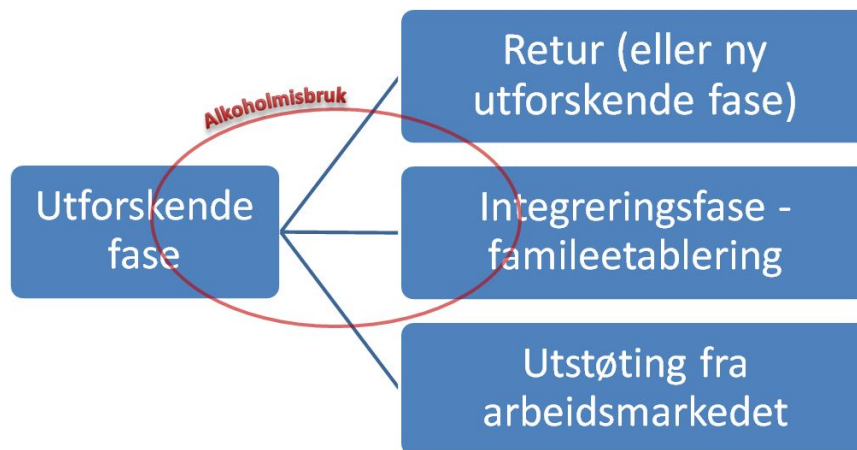 Alkoholmisbruk
Utforskende
fase
Retur (eller ny
utforskende fase)
Integreringsfase -
famileetablering
Utstøting fra
arbeidsmarkedet